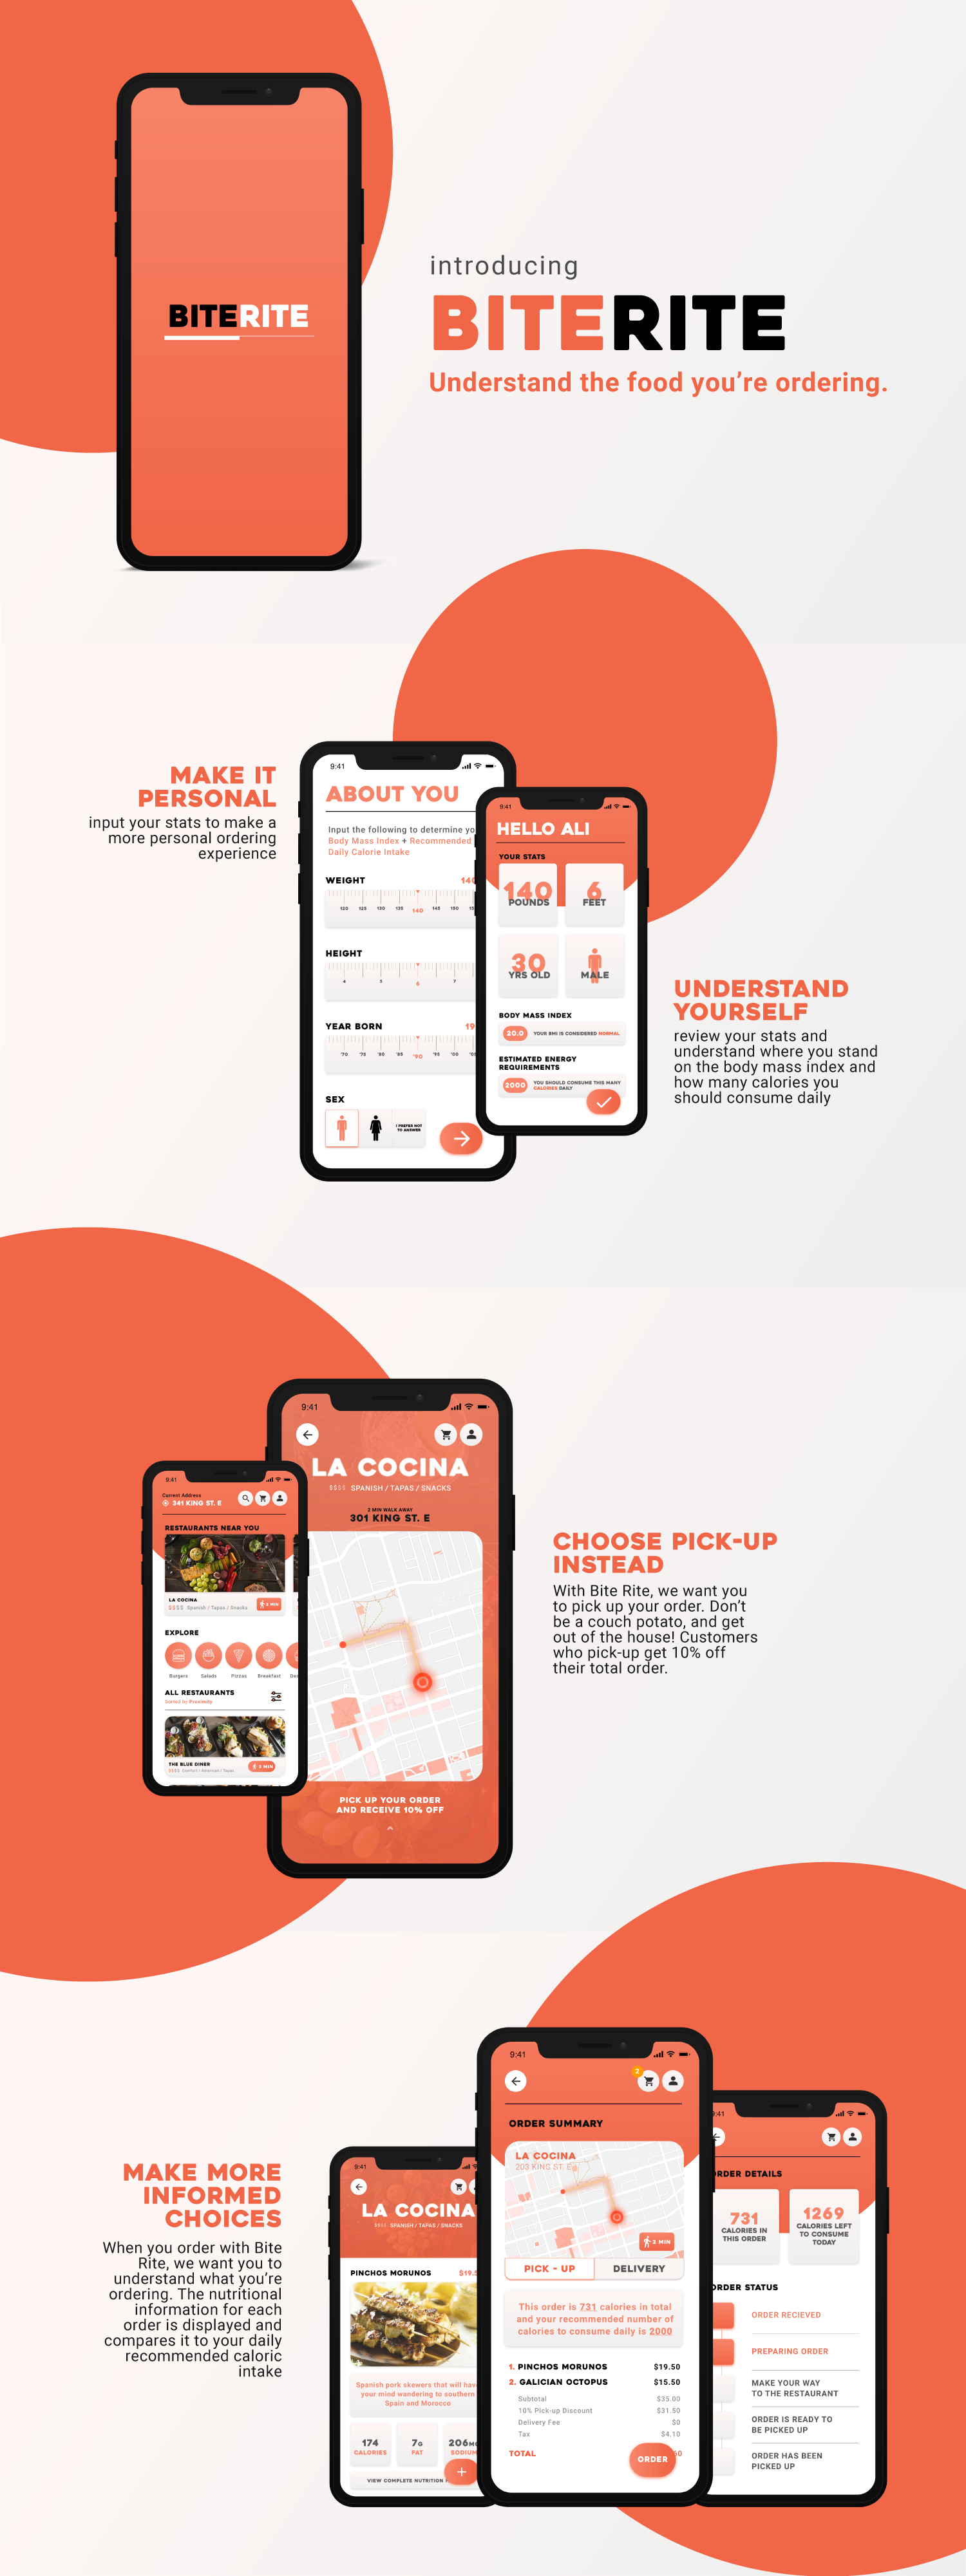 BITERITE
introducing
BITERITE
Understand the food you're ordering.
MAKE IT
PERSONAL
input your stats to make a
more personal ordering
experience
9:41
ABOUT YOU
Input the following to determine yo
Body Mass Index + Recommended
Daily Calorie Intake
WEIGHT
140
120 125 130 135 140 145 150
HEIGHT
4 5 6 7
YEAR BORN
19
'70 '75 '80 '85 '90 '95 '00
SEX
I PREFER NOT
TO ANSWER
9:41
HELLO ALI
YOUR STATS
140
POUNDS
6
FEET
30
YRS OLD
MALE
BODY MASS INDEX
20.0 YOUR BMI IS CONSIDERED NORMAL
ESTIMATED ENERGY
REQUIREMENTS
2000 YOU SHOULD CONSUME THIS MANY
CALORIES DAILY
UNDERSTAND
YOURSELF
review your stats and
understand where you stand
on the body mass index and
how many calories you
should consume daily
9:41
Current Address
341 KING ST. E
RESTAURANTS NEAR YOU
LA COCINA
$$$$ Spanish / Tapas / Snacks
2 MIN
EXPLORE
Burgers Salads Pizzas Breakfast
ALL RESTAURANTS
Sorted by Proximity
THE BLUE DINER
5 MIN
9:41
LA COCINA
$$$$ SPANISH / TAPAS / SNACKS
2 MIN WALK AWAY
301 KING ST. E
PICK UP YOUR ORDER
AND RECEIVE 10% OFF
CHOOSE PICK-UP
INSTEAD
With Bite Rite, we want you
to pick up your order. Don't
be a couch potato, and get
out of the house! Customers
who pick-up get 10% off
their total order.
MAKE MORE
INFORMED
CHOICES
When you order with Bite
Rite, we want you to
understand what you're
ordering. The nutritional
information for each
order is displayed and
compares it to your daily
recommended caloric
intake
9:41
LA COCINA
$$$$ SPANISH / TAPAS / SNACKS
PINCHOS MORUNOS $19.5
Spanish pork skewers that will hav
your mind wandering to southern
Spain and Morocco
174
CALORIES
7G
FAT
206M
SODIUM
VIEW COMPLETE NUTRITION
9:41
2
ORDER SUMMARY
LA COCINA
203 KING ST. E
2 MIN
PICK - UP
DELIVERY
This order is 731 calories in total
and your recommended number of
calories to consume daily is 2000
1. PINCHOS MORUNOS $19.50
2. GALICIAN OCTOPUS $15.50
Subtotal $35.00
10% Pick-up Discount $31.50
Delivery Fee $0
Tax $4.10
TOTAL
ORDER
:41
RDER DETAILS
731
CALORIES IN
THIS ORDER
1269
CALORIES LEFT
TO CONSUME
TODAY
RDER STATUS
ORDER RECIEVED
PREPARING ORDER
MAKE YOUR WAY
TO THE RESTAURANT
ORDER IS READY TO
BE PICKED UP
ORDER HAS BEEN
PICKED UP